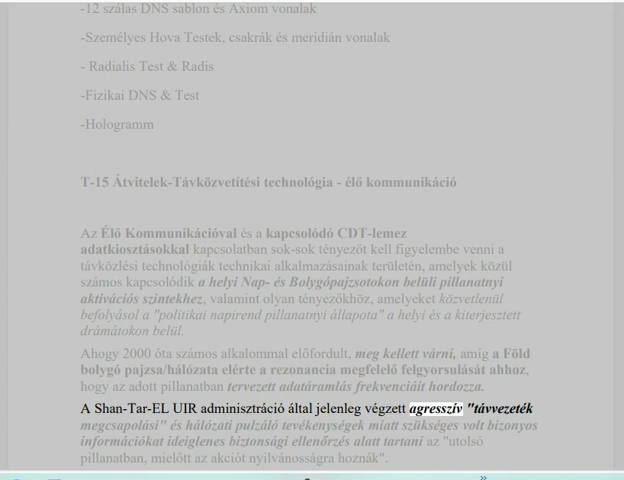 -12 szálas DNS sablon és Axiom vonalak
-Személyes Hova Testek, csakrák és meridián vonalak
- Radialis Test & Radis
-Fizikai DNS & Test
-Hologramm
T-15 Átvitelek-Távközvetítési technológia - élő kommunikáció
Az Élő Kommunikációval és a kapcsolódó CDT-lemez
adatkiosztásokkal kapcsolatban sok-sok tényezőt kell figyelembe venni a
távközlési technológiák technikai alkalmazásainak területén, amelyek közül
számos kapcsolódik a helyi Nap- és Bolygópajzsotokon belüli pillanatnyi
aktivációs szintekhez, valamint olyan tényezőkhöz, amelyeket közvetlenül
befolyásol a "politikai napirend pillanatnyi állapota" a helyi és a kiterjesztett
drámátokon belül.
Ahogy 2000 óta számos alkalommal előfordult, meg kellett várni, amíg a Föld
bolygó pajzsa/hálózata elérte a rezonancia megfelelő felgyorsulását ahhoz,
hogy az adott pillanatban tervezett adatáramlás frekvenciáit hordozza.
A Shan-Tar-EL UIR adminisztráció által jelenleg végzett agresszív "távvezeték
megcsapolási" és hálózati pulzáló tevékenységek miatt szükséges volt bizonyos
információkat ideiglenes biztonsági ellenőrzés alatt tartani az "utolsó
pillanatban, mielőtt az akciót nyilvánosságra hoznák".
»